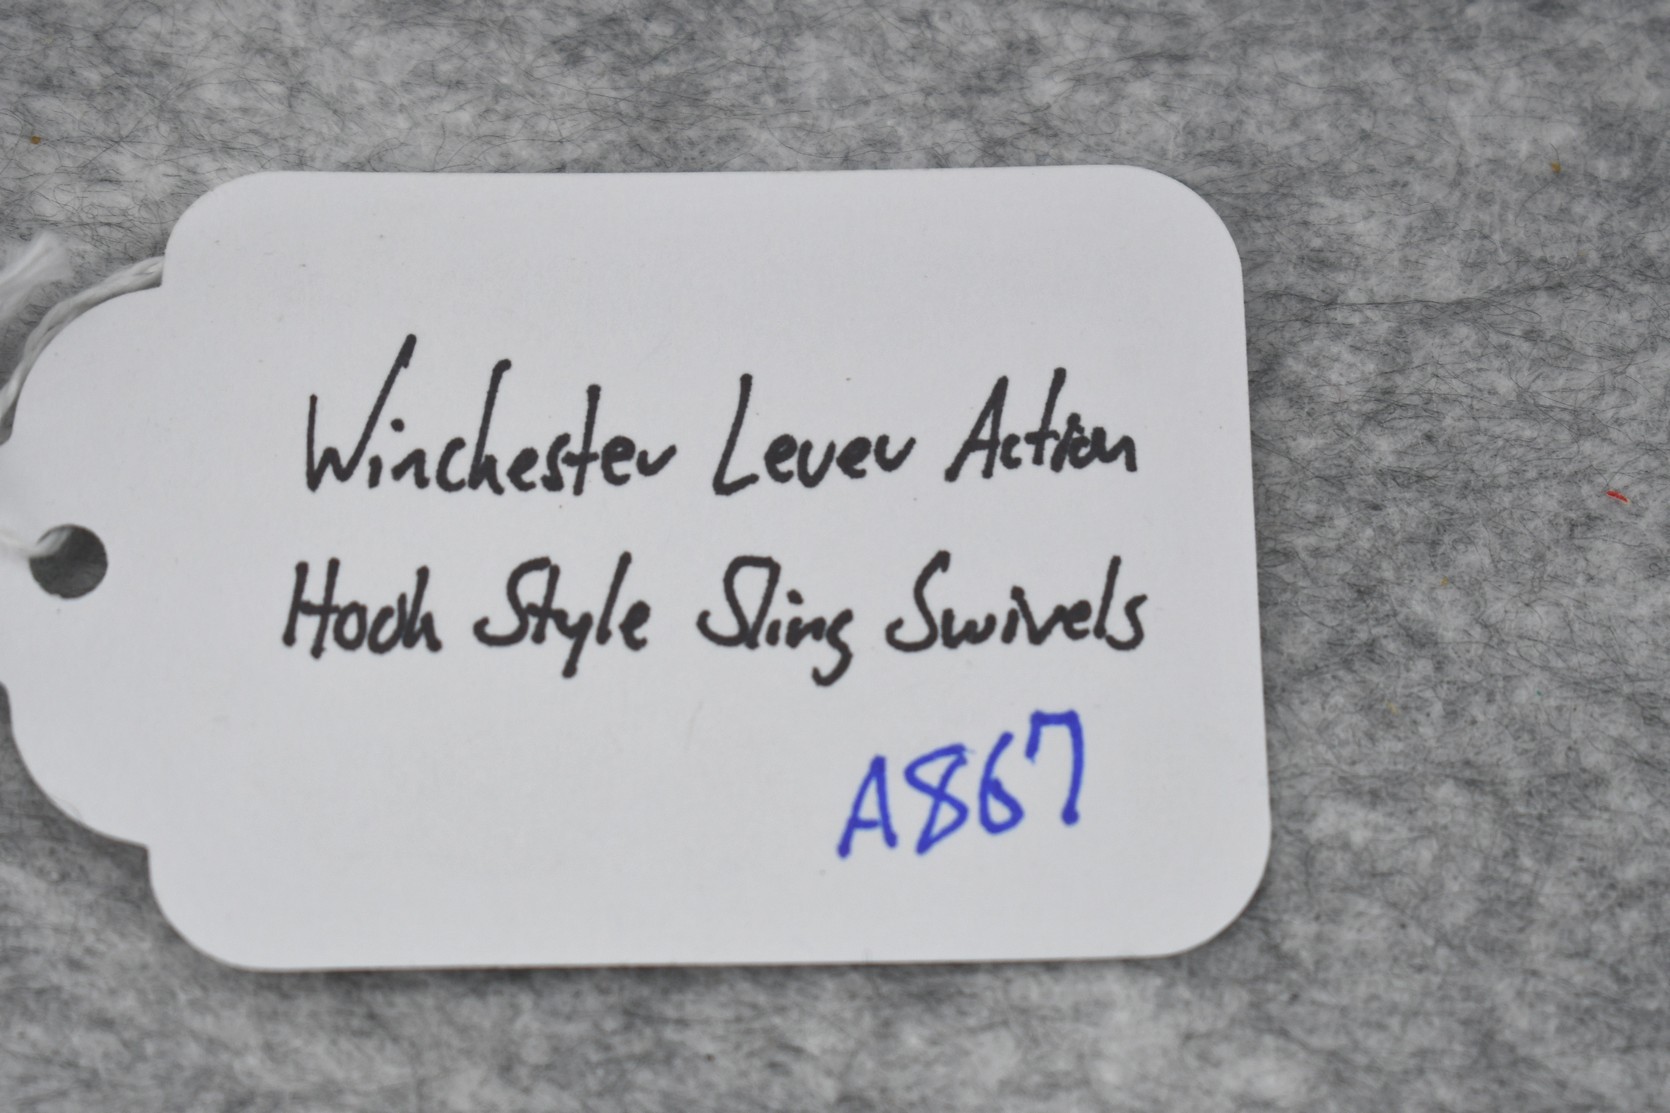 Winchester Lever Action
Hook Style Sling Swivels
A867